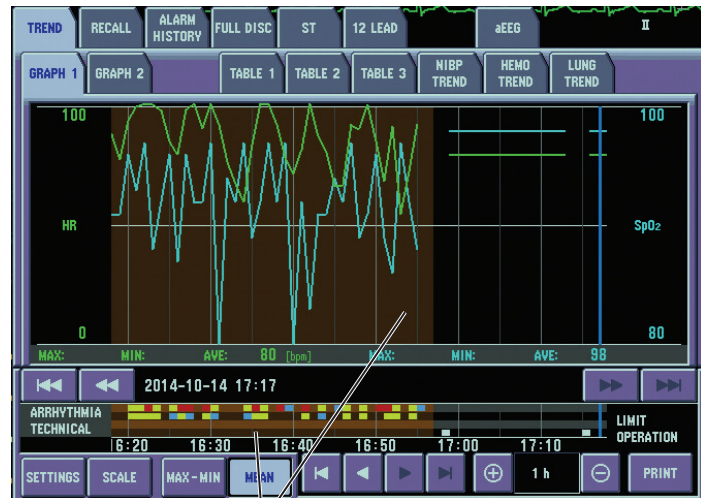 TREND RECALL ALARM HISTORY FULL DISC ST 12 LEAD aEEG II
GRAPH 1 GRAPH 2 TABLE 1 TABLE 2 TABLE 3 NIBP TREND HEMO TREND LUNG TREND
100 100
HR SpO2
0 80
MAX: MIN: AVE: 80 [bpm] MAX: MIN: AVE: 98
2014-10-14 17:17
ARRHYTHMIA LIMIT
TECHNICAL OPERATION
16:20 16:30 16:40 16:50 17:00 17:10
SETTINGS SCALE MAX-MIN MEAN 1 h PRINT